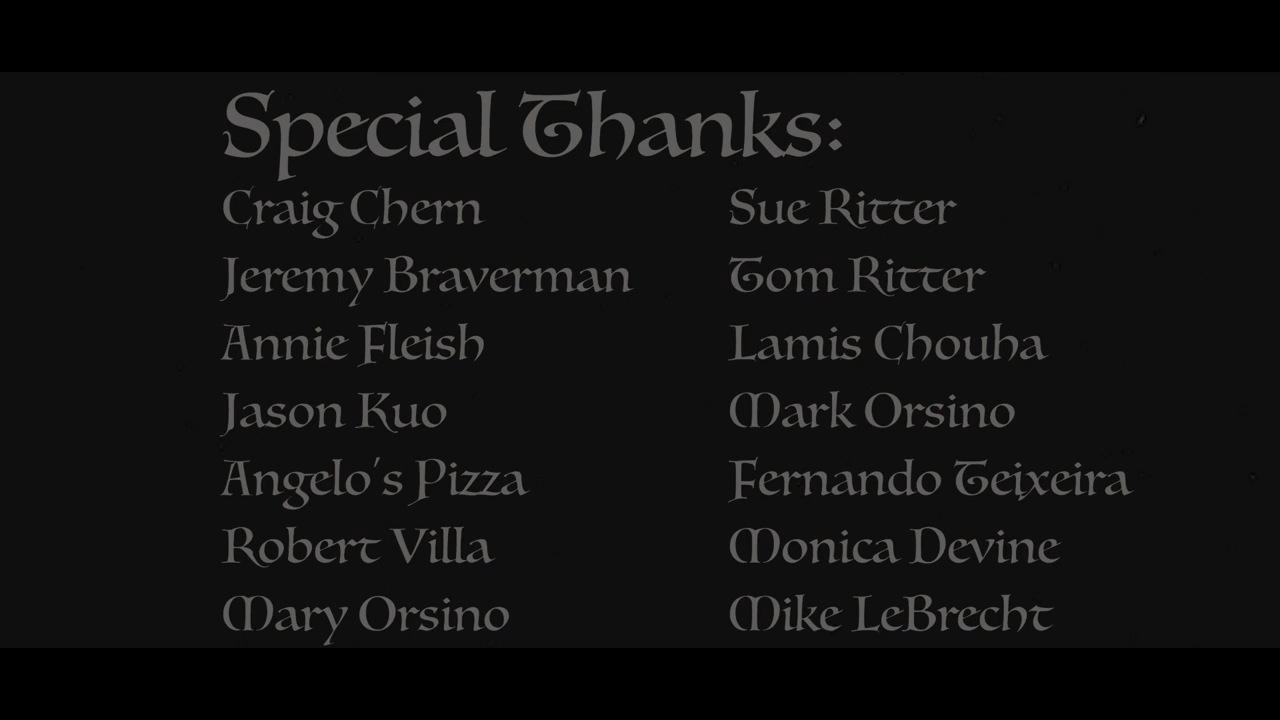 Special Thanks:
Craig Chern
Jeremy Braverman
Annie Fleish
Jason Kuo
Angelo's Pizza
Robert Villa
Mary Orsino
Sue Ritter
Tom Ritter
Lamis Chouha
Mark Orsino
Fernando Teixeira
Monica Devine
Mike LeBrecht